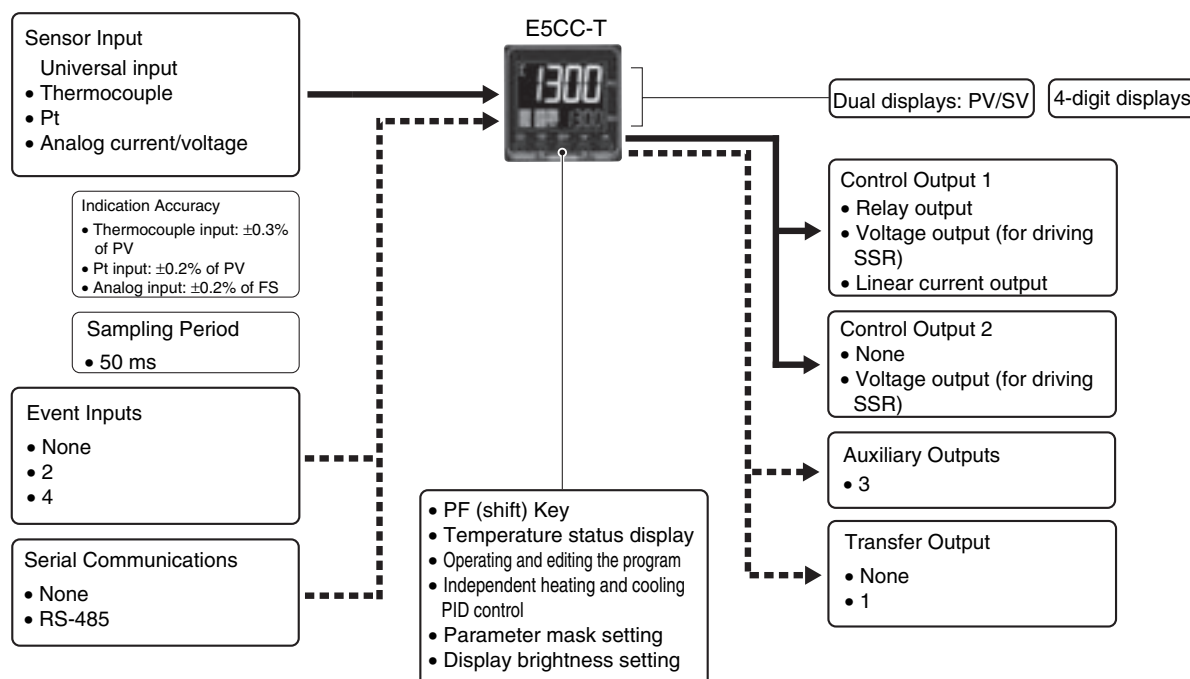 E5CC-T
Sensor Input
Universal input
• Thermocouple
• Pt
• Analog current/voltage
Indication Accuracy
• Thermocouple input: ±0.3%
of PV
• Pt input: ±0.2% of PV
• Analog input: ±0.2% of FS
Sampling Period
• 50 ms
Event Inputs
• None
• 2
• 4
Serial Communications
• None
• RS-485
1300
1300
• PF (shift) Key
• Temperature status display
• Operating and editing the program
• Independent heating and cooling
PID control
• Parameter mask setting
• Display brightness setting
Dual displays: PV/SV
4-digit displays
Control Output 1
• Relay output
• Voltage output (for driving
SSR)
• Linear current output
Control Output 2
• None
• Voltage output (for driving
SSR)
Auxiliary Outputs
• 3
Transfer Output
• None
• 1